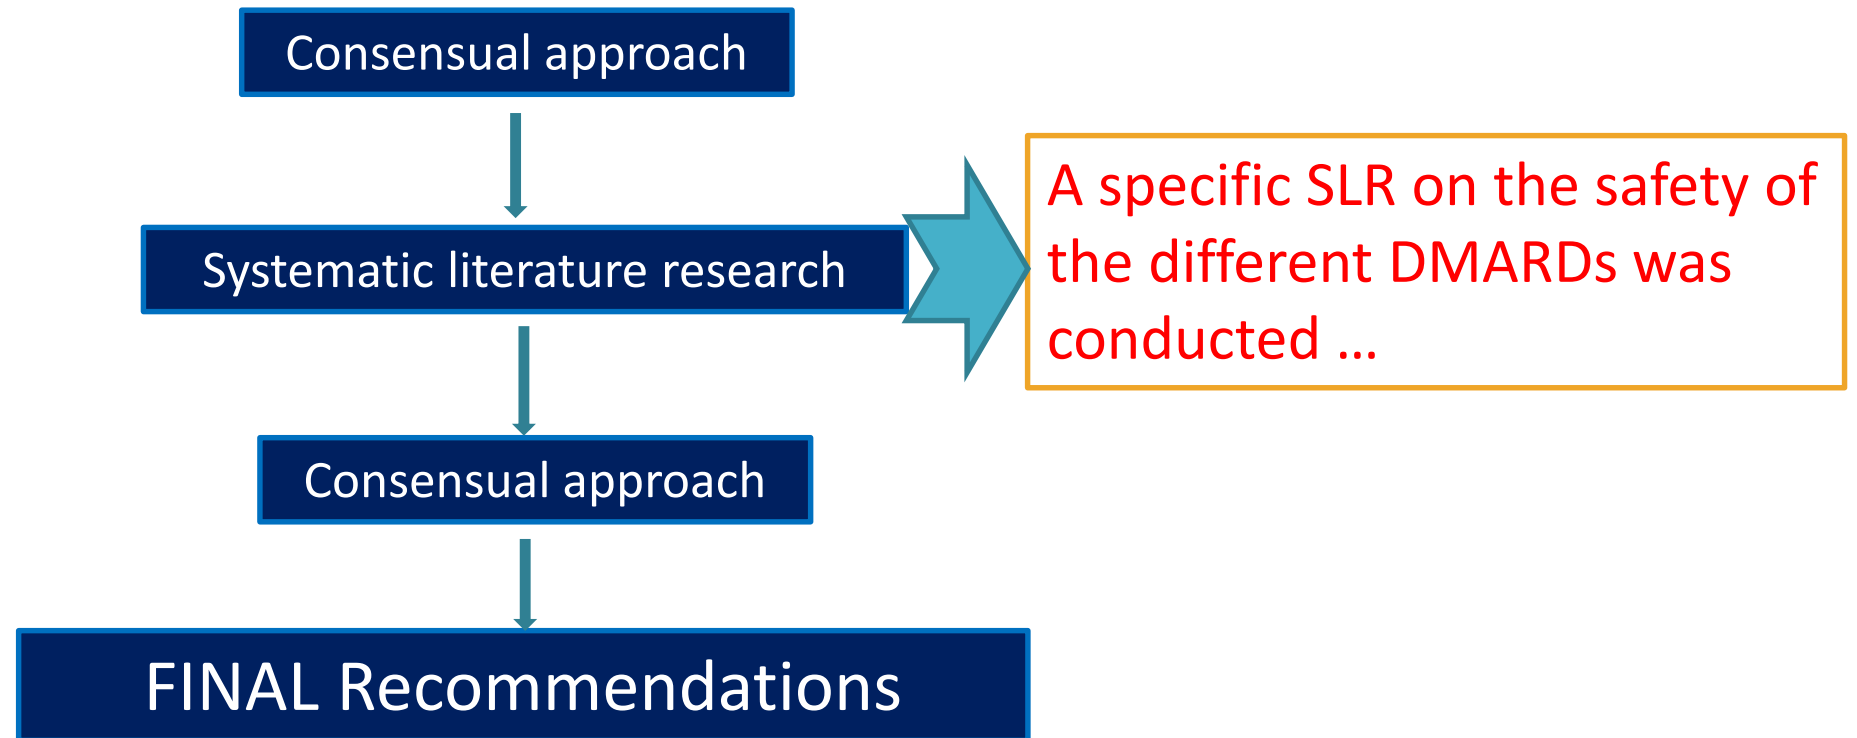 Consensual approach
Systematic literature research
A specific SLR on the safety of
the different DMARDs was
conducted ...
Consensual approach
FINAL Recommendations